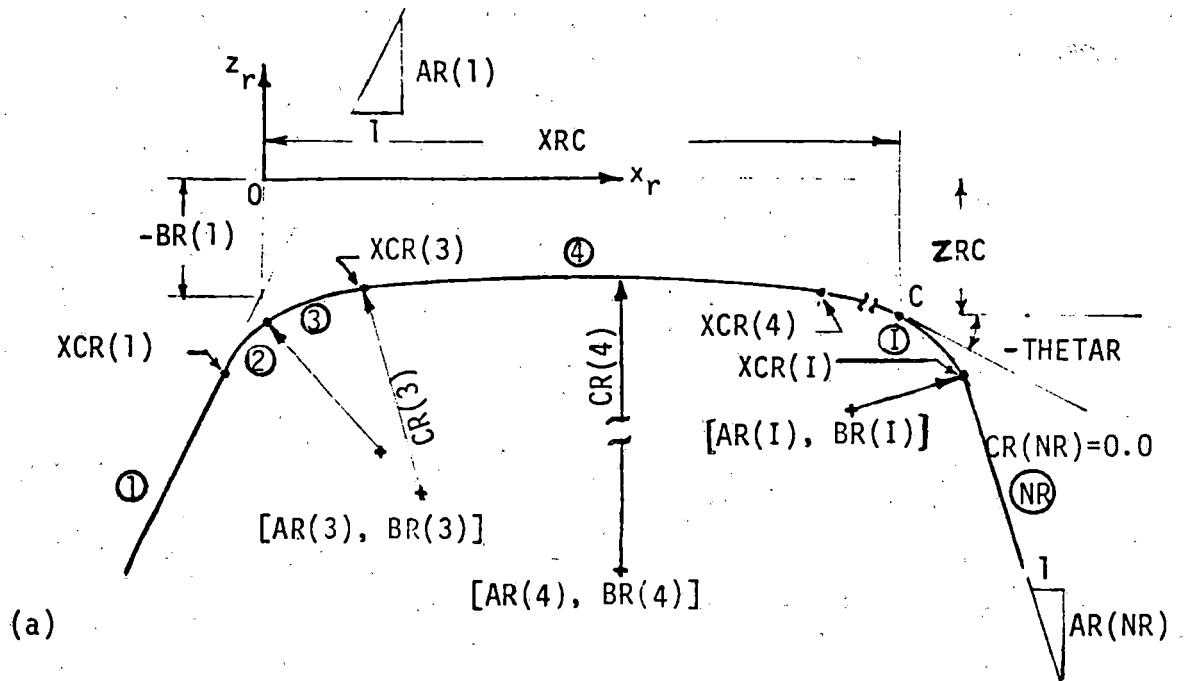 AR(1)
1
z_r
XRC
x_r
0
-BR(1)
XCR(3)
④
ZRC
C
③
XCR(4)
Ⓘ
-THETAR
XCR(1)
②
XCR(I)
CR(3)
CR(4)
[AR(I), BR(I)]
CR(NR)=0.0
①
NR
[AR(3), BR(3)]
[AR(4), BR(4)]
1
AR(NR)
(a)